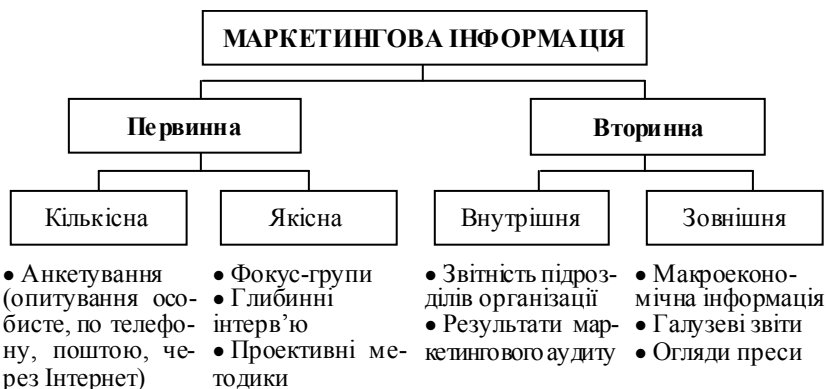 МАРКЕТИНГОВА ІНФОРМАЦІЯ
Первинна
Вторинна
Кількісна
Якісна
Внутрішня
Зовнішня
• Анкетування
(опитування осо-
бисте, по телефо-
ну, поштою, че-
рез Інтернет)
• Фокус-групи
• Глибинні
інтерв’ю
• Проективні ме-
тодики
• Звітність підроз-
ділів організації
• Результати мар-
кетингового аудиту
• Макроеконо-
мічна інформація
• Галузеві звіти
• Огляди преси